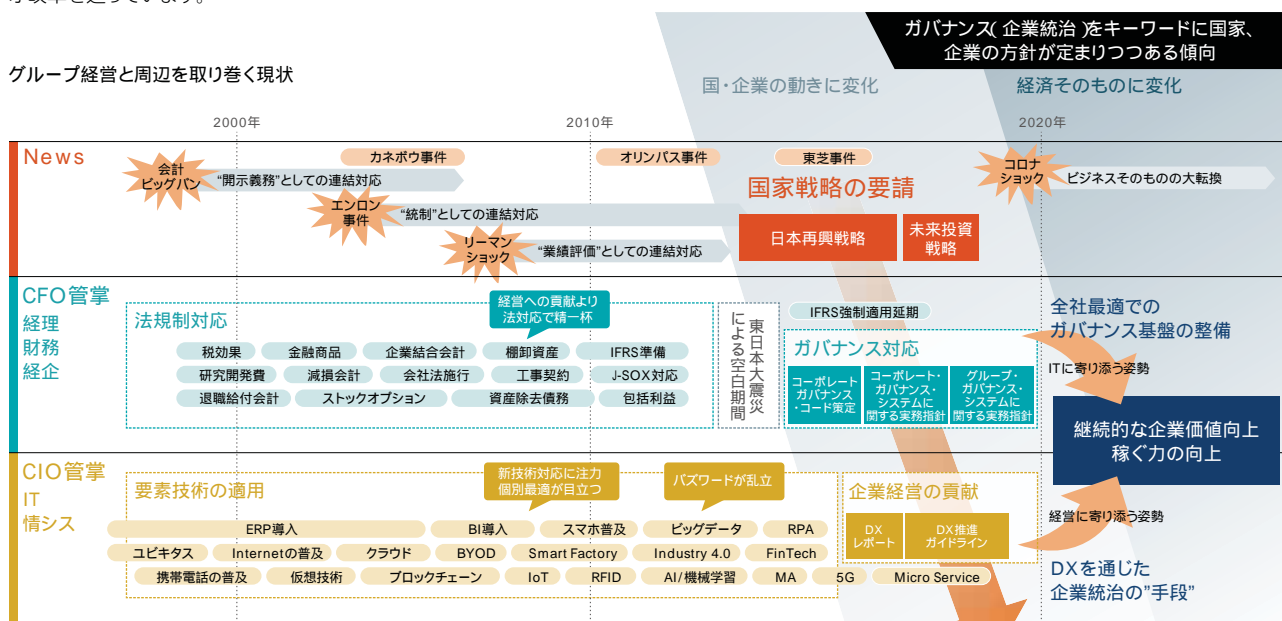 ガバナンス(企業統治)をキーワードに国家、
企業の方針が定まりつつある傾向
グループ経営と周辺を取り巻く現状
国・企業の動きに変化
経済そのものに変化
2000年
2010年
2020年
News
会計
ビッグバン
"開示義務"としての連結対応
カネボウ事件
エンロン
事件
"統制"としての連結対応
リーマン
ショック
"業績評価"としての連結対応
オリンパス事件
東芝事件
国家戦略の要請
日本再興戦略
未来投資
戦略
コロナ
ショック
ビジネスそのものの大転換
CFO管掌
経理
財務
経企
法規制対応
経営への貢献より
法対応で精一杯
税効果
金融商品
企業結合会計
棚卸資産
IFRS準備
研究開発費
減損会計
会社法施行
工事契約
J-SOX対応
退職給付会計
ストックオプション
資産除去債務
包括利益
東日本大震災
による空白期間
IFRS強制適用延期
ガバナンス対応
コーポレート
ガバナンス
・コード策定
コーポレート・
ガバナンス・
システムに
関する実務指針
グループ・
ガバナンス・
システムに
関する実務指針
全社最適での
ガバナンス基盤の整備
ITに寄り添う姿勢
継続的な企業価値向上
稼ぐ力の向上
CIO管掌
IT
情シス
要素技術の適用
新技術対応に注力
個別最適が目立つ
バズワードが乱立
ERP導入
BI導入
スマホ普及
ビッグデータ
RPA
ユビキタス
Internetの普及
クラウド
BYOD
Smart Factory
Industry 4.0
FinTech
携帯電話の普及
仮想技術
ブロックチェーン
IoT
RFID
AI/機械学習
MA
5G
Micro Service
企業経営の貢献
DX
レポート
DX推進
ガイドライン
経営に寄り添う姿勢
DXを通じた
企業統治の"手段"